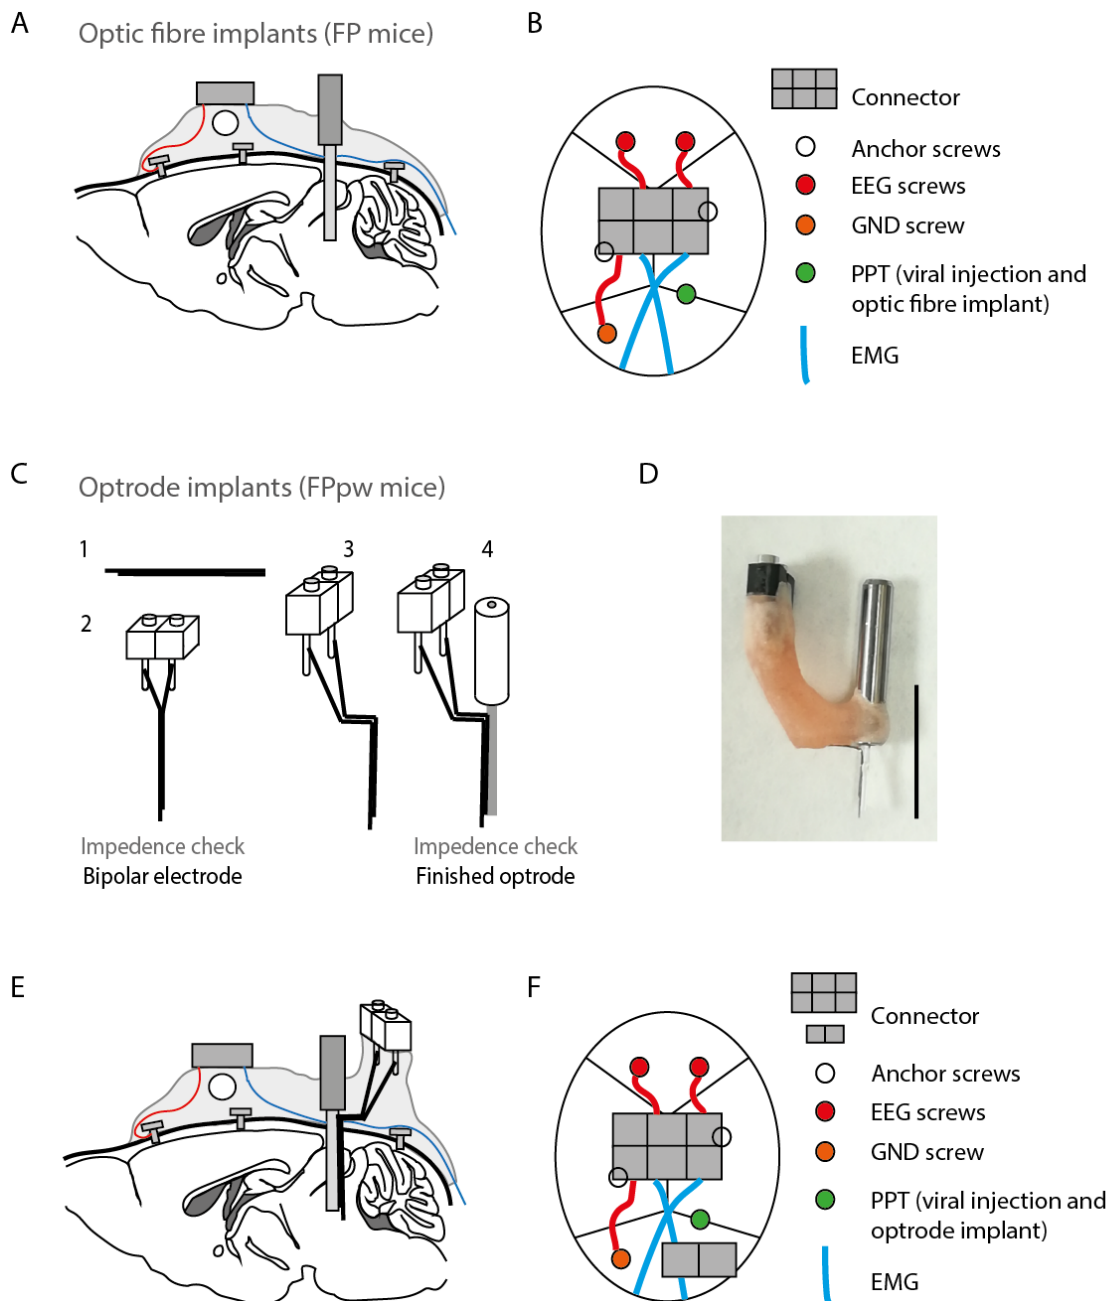 A
Optic fibre implants (FP mice)
B
Connector
Anchor screws
EEG screws
GND screw
PPT (viral injection and
optic fibre implant)
EMG
C
Optrode implants (FPpw mice)
1
2
3
4
Impedence check
Bipolar electrode
Impedence check
Finished optrode
D
E
F
Connector
Anchor screws
EEG screws
GND screw
PPT (viral injection and
optrode implant)
EMG